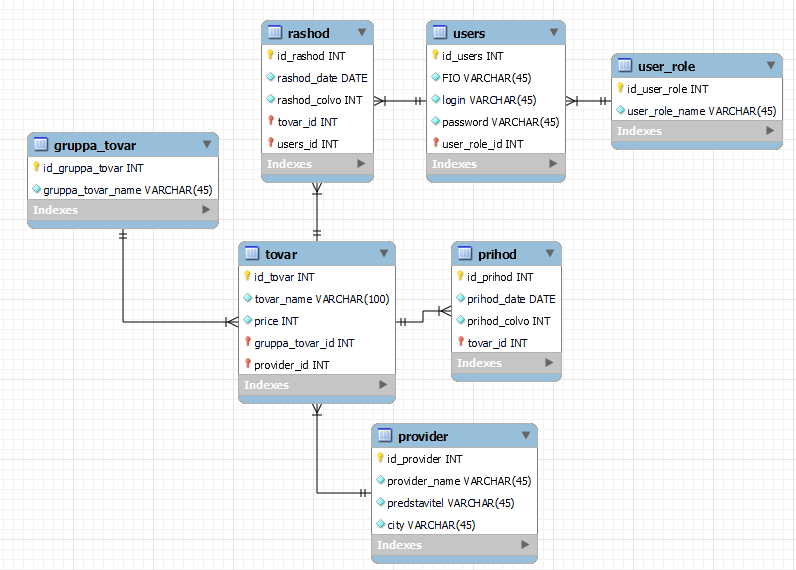 rashod
id_rashod INT
rashod_date DATE
rashod_colvo INT
tovar_id INT
users_id INT
Indexes
users
id_users INT
FIO VARCHAR(45)
login VARCHAR(45)
password VARCHAR(45)
user_role_id INT
Indexes
user_role
id_user_role INT
user_role_name VARCHAR(45)
Indexes
gruppa_tovar
id_gruppa_tovar INT
gruppa_tovar_name VARCHAR(45)
Indexes
tovar
id_tovar INT
tovar_name VARCHAR(100)
price INT
gruppa_tovar_id INT
provider_id INT
Indexes
prihod
id_prihod INT
prihod_date DATE
prihod_colvo INT
tovar_id INT
Indexes
provider
id_provider INT
provider_name VARCHAR(45)
predstavitel VARCHAR(45)
city VARCHAR(45)
Indexes